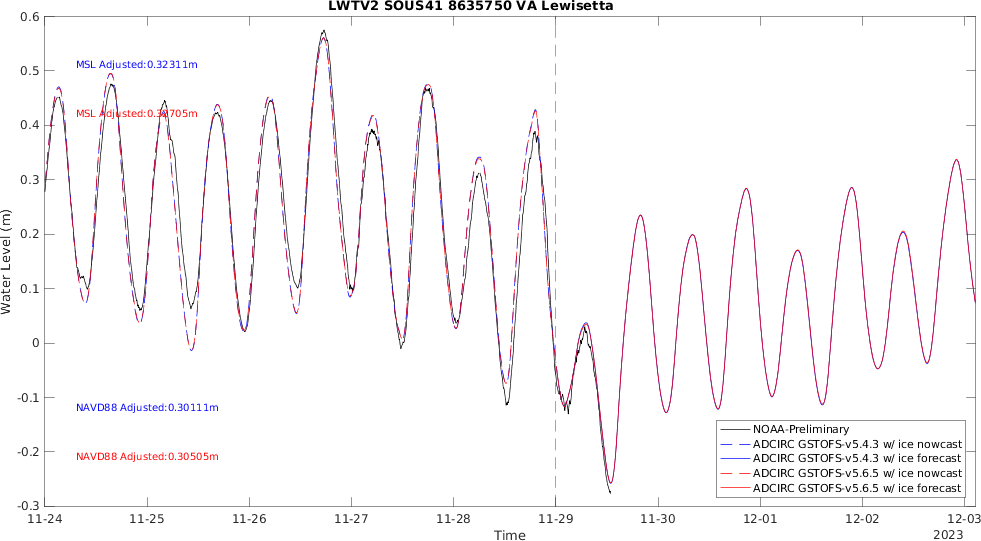 LWTV2 SOUS41 8635750 VA Lewisetta
0.6
0.5
0.4
0.3
0.2
0.1
0
-0.1
-0.2
-0.3
Water Level (m)
MSL Adjusted:0.32311m
MSL Adjusted:0.32705m
NAVD88 Adjusted:0.30111m
NAVD88 Adjusted:0.30505m
NOAA-Preliminary
ADCIRC GSTOFS-v5.4.3 w/ ice nowcast
ADCIRC GSTOFS-v5.4.3 w/ ice forecast
ADCIRC GSTOFS-v5.6.5 w/ ice nowcast
ADCIRC GSTOFS-v5.6.5 w/ ice forecast
11-24 11-25 11-26 11-27 11-28 11-29 11-30 12-01 12-02 12-03
Time
2023